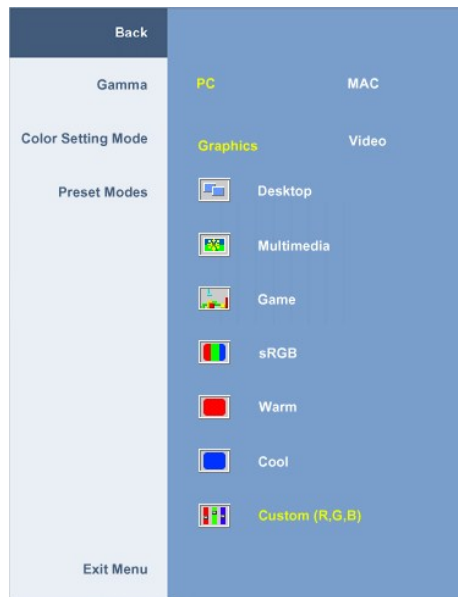 Back
Gamma PC MAC
Color Setting Mode Graphics Video
Preset Modes Desktop
Multimedia
Game
sRGB
Warm
Cool
Custom (R,G,B)
Exit Menu